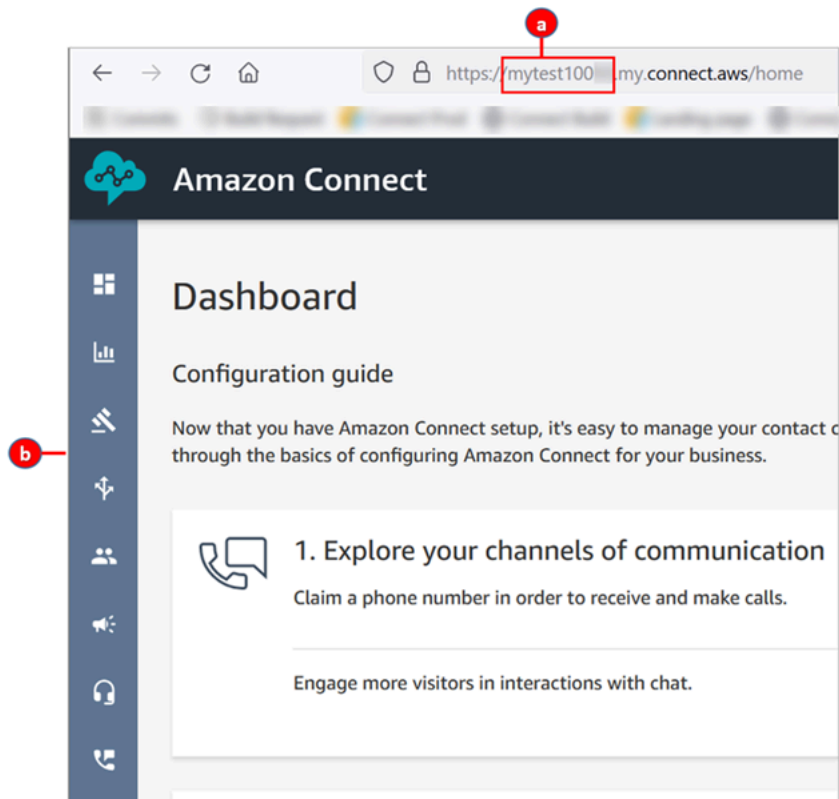 a
https://mytest100 .my.connect.aws/home
Amazon Connect
Dashboard
Configuration guide
Now that you have Amazon Connect setup, it's easy to manage your contact c
b
through the basics of configuring Amazon Connect for your business.
1. Explore your channels of communication
Claim a phone number in order to receive and make calls.
Engage more visitors in interactions with chat.